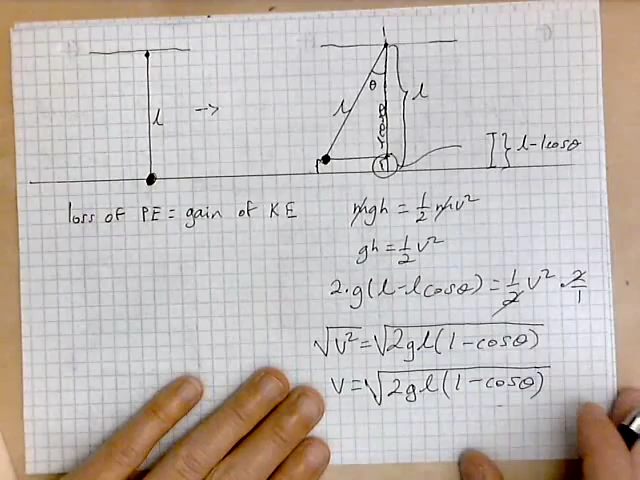 l
→
l
θ
l
l-lcosθ
loss of PE = gain of KE
mgh = 1/2 mv²
gh = 1/2 v²
2·g(l-lcosθ) = 1/2 v² · 2/1
√v² = √2gl(1-cosθ)
v = √2gl(1-cosθ)